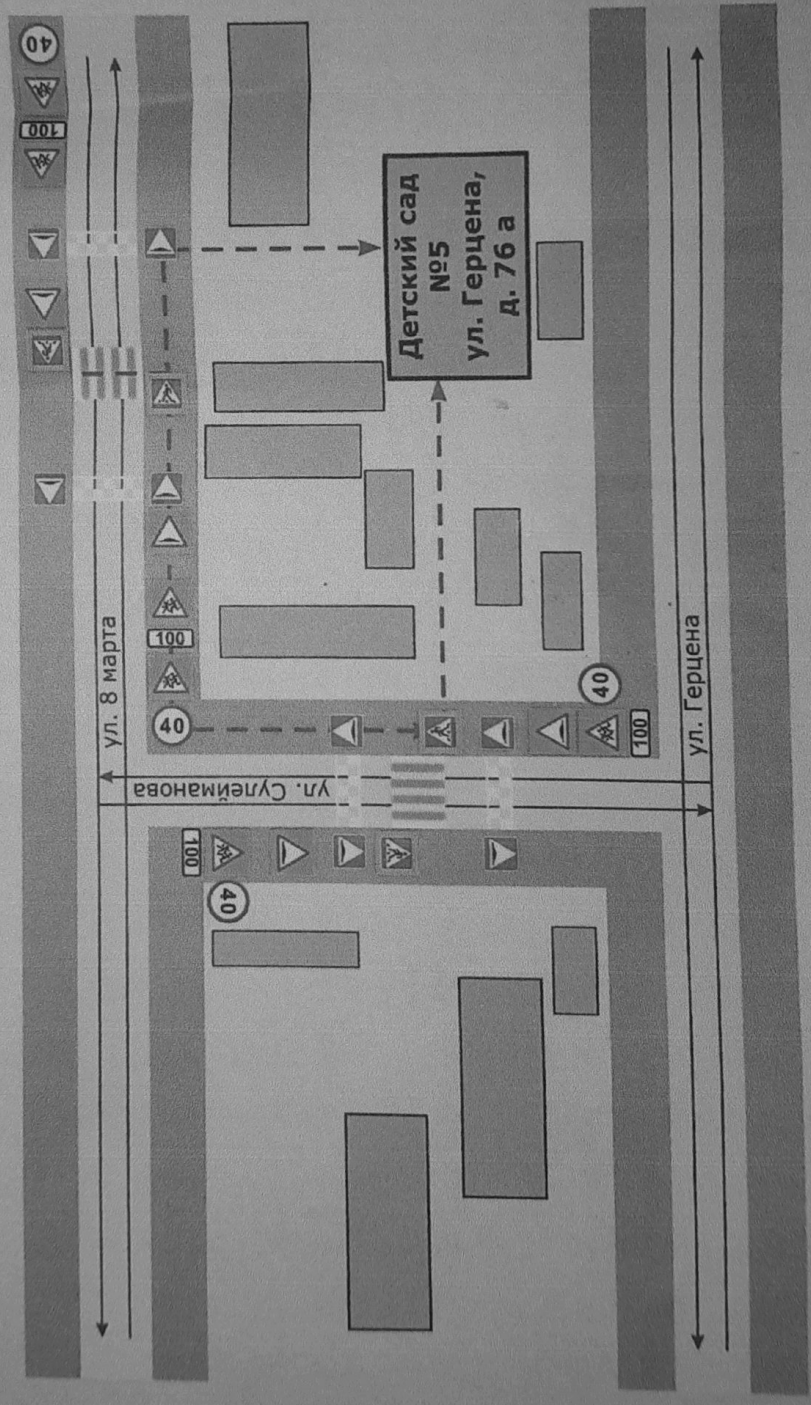 40
100
ул. 8 марта
100
40
Детский сад
№5
ул. Герцена,
д. 76 а
ул. Сулейманова
100
40
40
100
ул. Герцена